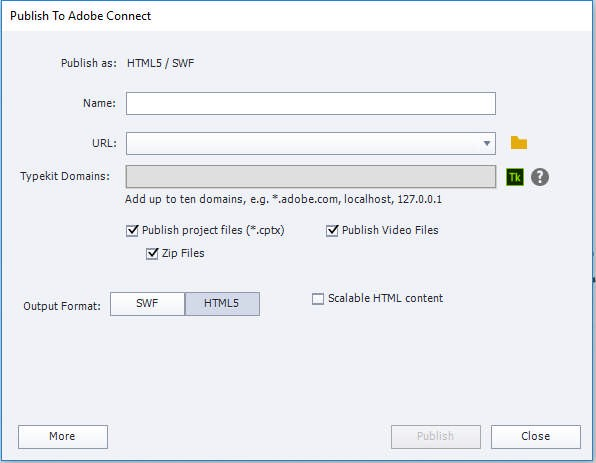 Publish To Adobe Connect
Publish as: HTML5 / SWF
Name:
URL:
Typekit Domains: Tk ?
Add up to ten domains, e.g. *.adobe.com, localhost, 127.0.0.1
Publish project files (*.cptx) Publish Video Files
Zip Files
Output Format: SWF HTML5 Scalable HTML content
More Publish Close